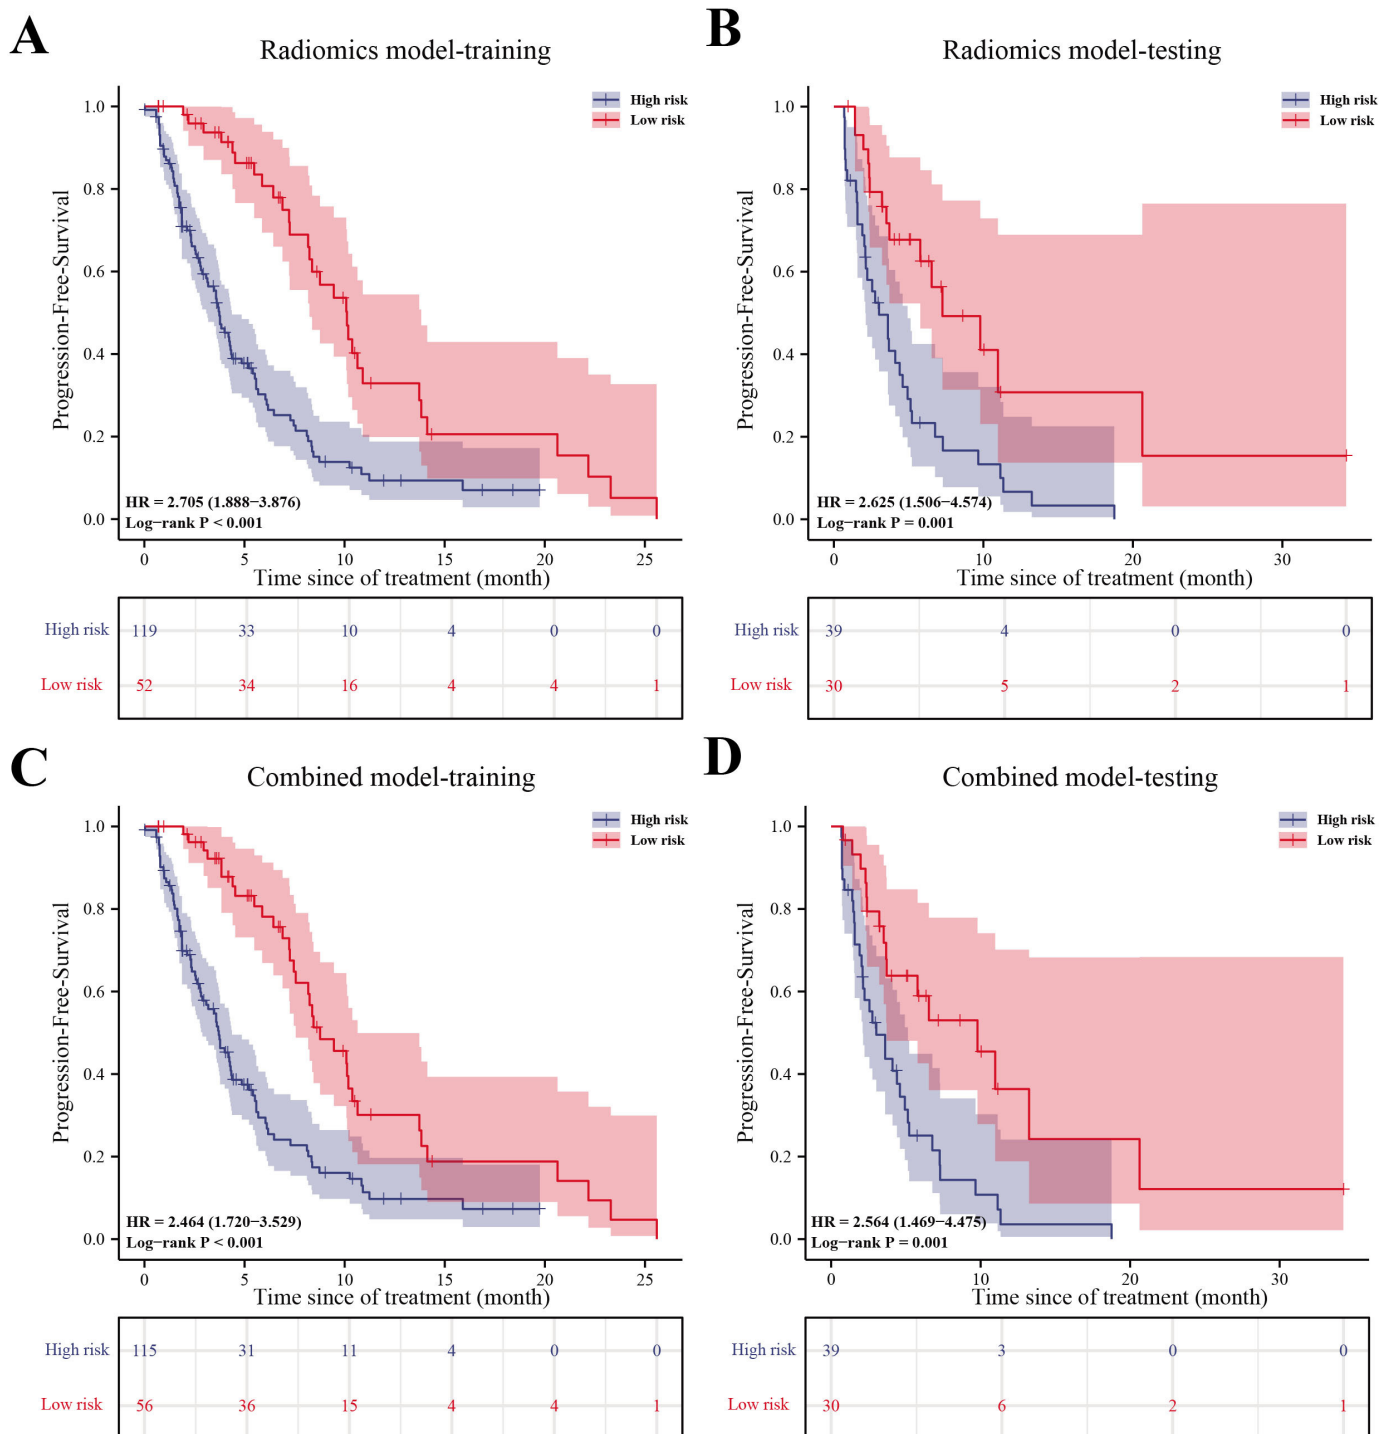 A
Radiomics model-training
High risk
Low risk
Progression-Free-Survival
1.0
0.8
0.6
0.4
0.2
0.0
HR = 2.705 (1.888−3.876)
Log−rank P < 0.001
0 5 10 15 20 25
Time since of treatment (month)
High risk 119 33 10 4 0 0
Low risk 52 34 16 4 4 1
B
Radiomics model-testing
High risk
Low risk
Progression-Free-Survival
1.0
0.8
0.6
0.4
0.2
0.0
HR = 2.625 (1.506−4.574)
Log−rank P = 0.001
0 10 20 30
Time since of treatment (month)
High risk 39 4 0 0
Low risk 30 5 2 1
C
Combined model-training
High risk
Low risk
Progression-Free-Survival
1.0
0.8
0.6
0.4
0.2
0.0
HR = 2.464 (1.720−3.529)
Log−rank P < 0.001
0 5 10 15 20 25
Time since of treatment (month)
High risk 115 31 11 4 0 0
Low risk 56 36 15 4 4 1
D
Combined model-testing
High risk
Low risk
Progression-Free-Survival
1.0
0.8
0.6
0.4
0.2
0.0
HR = 2.564 (1.469−4.475)
Log−rank P = 0.001
0 10 20 30
Time since of treatment (month)
High risk 39 3 0 0
Low risk 30 6 2 1